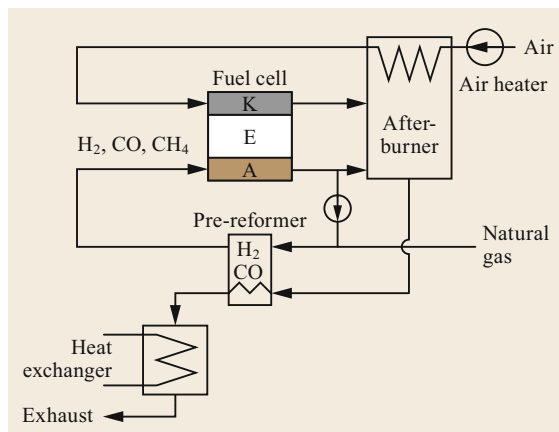 Air
Air heater
Fuel cell
K
E
A
After-
burner
H2, CO, CH4
Pre-reformer
H2
CO
Natural
gas
Heat
exchanger
Exhaust